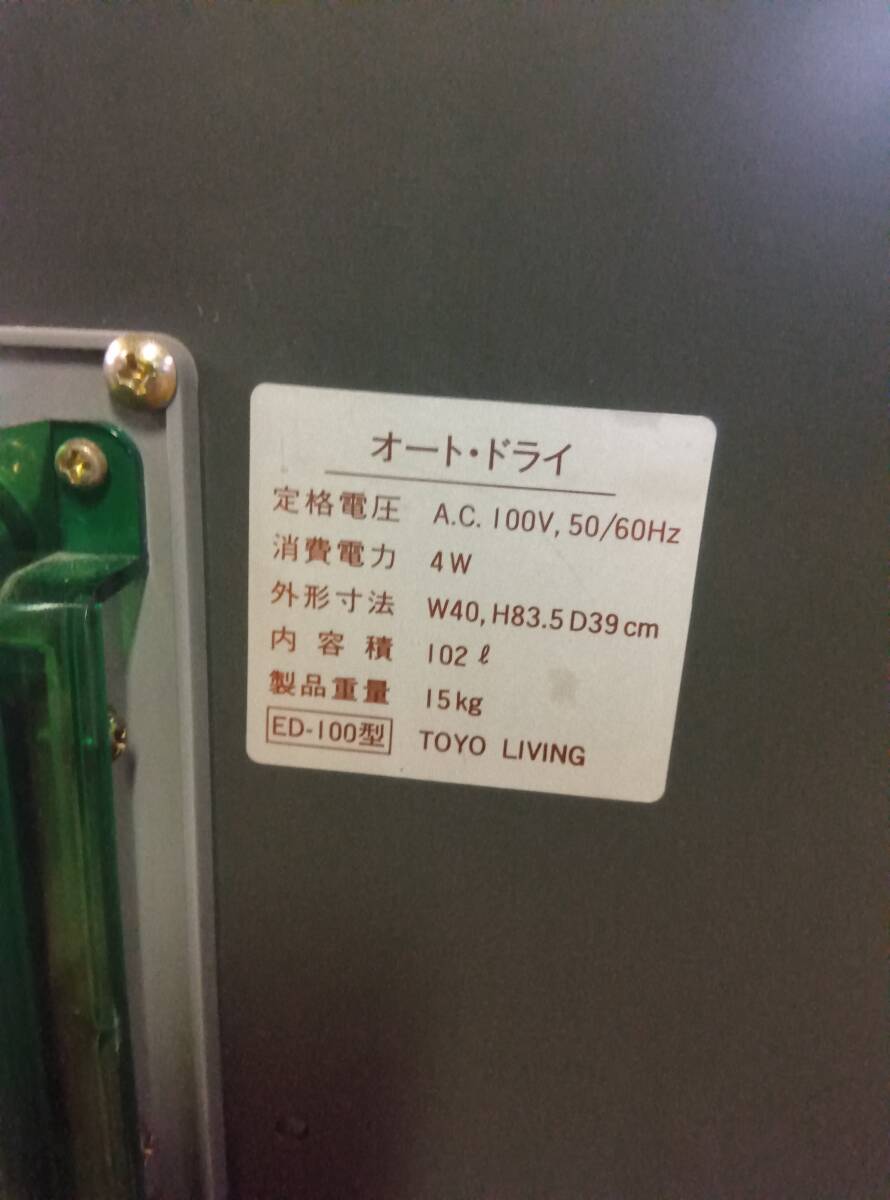 オート・ドライ
定格電圧 A.C. 100V, 50/60Hz
消費電力 4W
外形寸法 W40, H83.5 D39cm
内容積 102ℓ
製品重量 15kg
ED-100型 TOYO LIVING